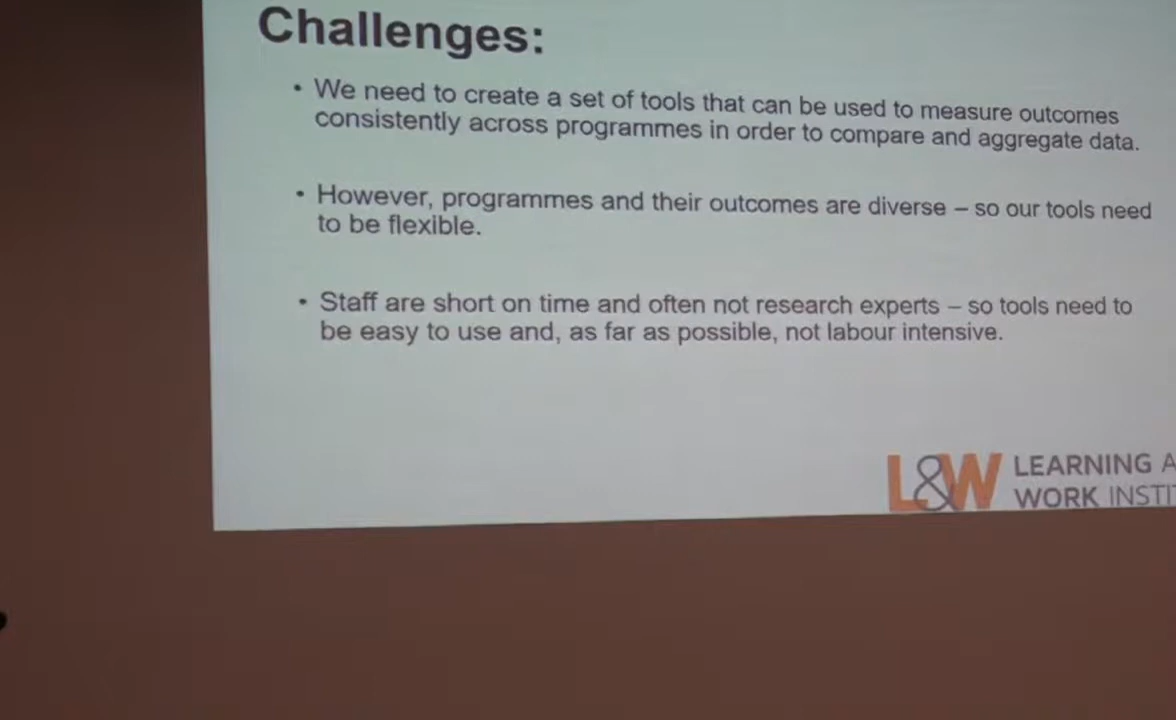 Challenges:
• We need to create a set of tools that can be used to measure outcomes
consistently across programmes in order to compare and aggregate data.
• However, programmes and their outcomes are diverse – so our tools need
to be flexible.
• Staff are short on time and often not research experts – so tools need to
be easy to use and, as far as possible, not labour intensive.
L&W LEARNING A
WORK INSTI